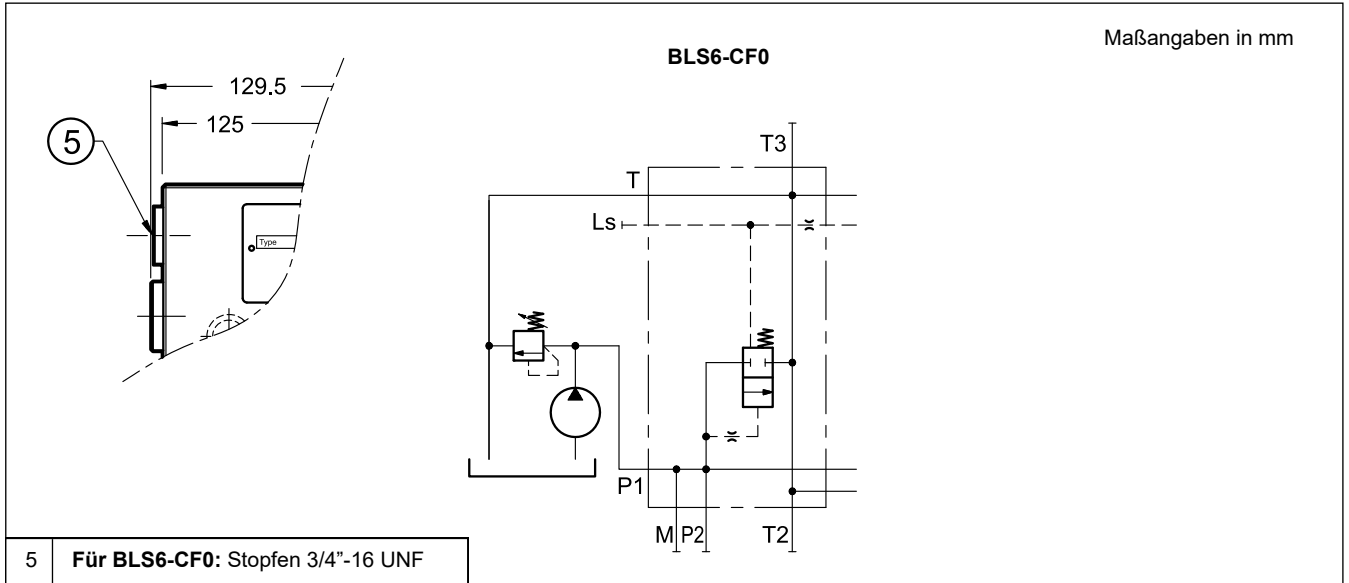 Maßangaben in mm
BLS6-CF0
129.5
125
5
Type
T3
T
Ls
P1
M P2 T2
5 Für BLS6-CF0: Stopfen 3/4”-16 UNF